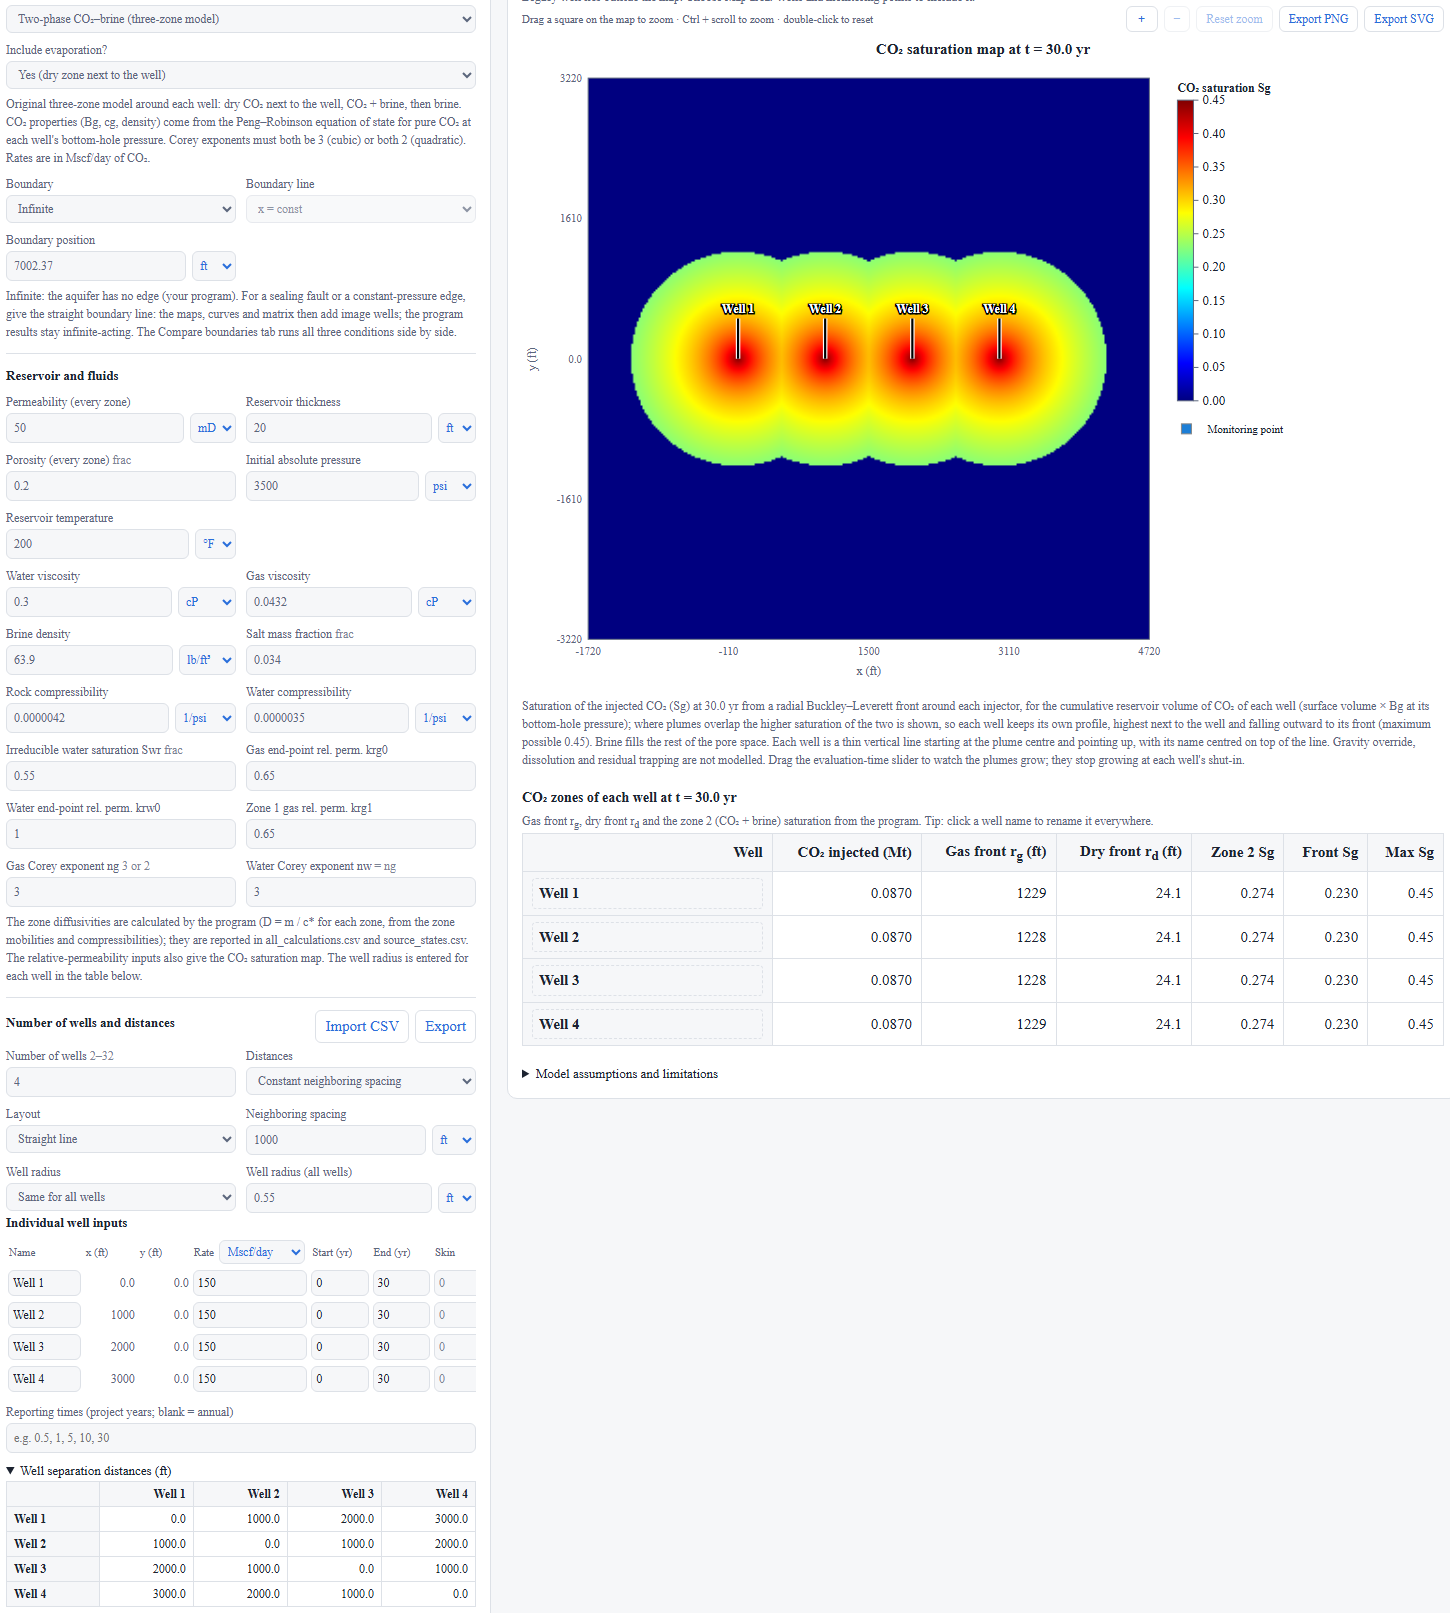 Two-phase CO₂–brine (three-zone model)
Include evaporation?
Yes (dry zone next to the well)
Original three-zone model around each well: dry CO₂ next to the well, CO₂ + brine, then brine.
CO₂ properties (Bg, cg, density) come from the Peng–Robinson equation of state for pure CO₂ at
each well's bottom-hole pressure. Corey exponents must both be 3 (cubic) or both 2 (quadratic).
Rates are in Mscf/day of CO₂.
Boundary Boundary line
Infinite x = const
Boundary position
7002.37 ft
Infinite: the aquifer has no edge (your program). For a sealing fault or a constant-pressure edge,
give the straight boundary line: the maps, curves and matrix then add image wells; the program
results stay infinite-acting. The Compare boundaries tab runs all three conditions side by side.
Reservoir and fluids
Permeability (every zone) Reservoir thickness
50 mD 20 ft
Porosity (every zone) frac Initial absolute pressure
0.2 3500 psi
Reservoir temperature
200 °F
Water viscosity Gas viscosity
0.3 cP 0.0432 cP
Brine density Salt mass fraction frac
63.9 lb/ft³ 0.034
Rock compressibility Water compressibility
0.0000042 1/psi 0.0000035 1/psi
Irreducible water saturation Swr frac Gas end-point rel. perm. krg0
0.55 0.65
Water end-point rel. perm. krw0 Zone 1 gas rel. perm. krg1
1 0.65
Gas Corey exponent ng 3 or 2 Water Corey exponent nw = ng
3 3
The zone diffusivities are calculated by the program (D = m / c* for each zone, from the zone
mobilities and compressibilities); they are reported in all_calculations.csv and source_states.csv.
The relative-permeability inputs also give the CO₂ saturation map. The well radius is entered for
each well in the table below.
Number of wells and distances Import CSV Export
Number of wells 2–32 Distances
4 Constant neighboring spacing
Layout Neighboring spacing
Straight line 1000 ft
Well radius Well radius (all wells)
Same for all wells 0.55 ft
Individual well inputs
Name x (ft) y (ft) Rate Mscf/day Start (yr) End (yr) Skin
Well 1 0.0 0.0 150 0 30 0
Well 2 1000 0.0 150 0 30 0
Well 3 2000 0.0 150 0 30 0
Well 4 3000 0.0 150 0 30 0
Reporting times (project years; blank = annual)
e.g. 0.5, 1, 5, 10, 30
▼ Well separation distances (ft)
Well 1 Well 2 Well 3 Well 4
Well 1 0.0 1000.0 2000.0 3000.0
Well 2 1000.0 0.0 1000.0 2000.0
Well 3 2000.0 1000.0 0.0 1000.0
Well 4 3000.0 2000.0 1000.0 0.0
Drag a square on the map to zoom · Ctrl + scroll to zoom · double-click to reset
+ − Reset zoom Export PNG Export SVG
CO₂ saturation map at t = 30.0 yr
3220
1610
0.0
-1610
-3220
y (ft)
Well 1 Well 2 Well 3 Well 4
-1720 -110 1500 3110 4720
x (ft)
CO₂ saturation Sg
0.45
0.40
0.35
0.30
0.25
0.20
0.15
0.10
0.05
0.00
Monitoring point
Saturation of the injected CO₂ (Sg) at 30.0 yr from a radial Buckley–Leverett front around each injector, for the cumulative reservoir volume of CO₂ of each well (surface volume × Bg at its
bottom-hole pressure); where plumes overlap the higher saturation of the two is shown, so each well keeps its own profile, highest next to the well and falling outward to its front (maximum
possible 0.45). Brine fills the rest of the pore space. Each well is a thin vertical line starting at the plume centre and pointing up, with its name centred on top of the line. Gravity override,
dissolution and residual trapping are not modelled. Drag the evaluation-time slider to watch the plumes grow; they stop growing at each well's shut-in.
CO₂ zones of each well at t = 30.0 yr
Gas front rg, dry front rd and the zone 2 (CO₂ + brine) saturation from the program. Tip: click a well name to rename it everywhere.
Well CO₂ injected (Mt) Gas front rg (ft) Dry front rd (ft) Zone 2 Sg Front Sg Max Sg
Well 1 0.0870 1229 24.1 0.274 0.230 0.45
Well 2 0.0870 1228 24.1 0.274 0.230 0.45
Well 3 0.0870 1228 24.1 0.274 0.230 0.45
Well 4 0.0870 1229 24.1 0.274 0.230 0.45
▶ Model assumptions and limitations